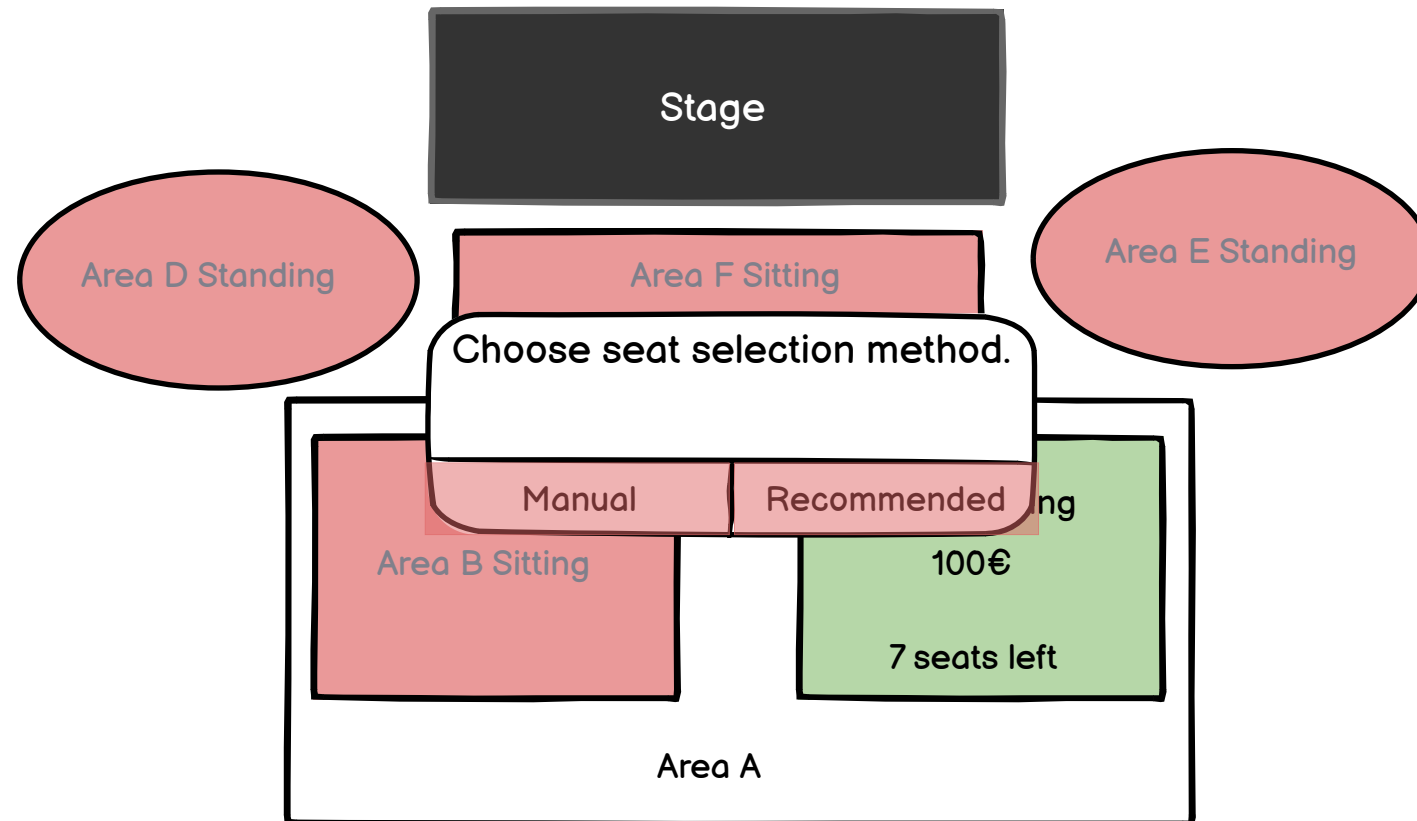 Stage
Area D Standing
Area F Sitting
Area E Standing
Choose seat selection method.
Manual
Recommended
Area B Sitting
100€
7 seats left
Area A